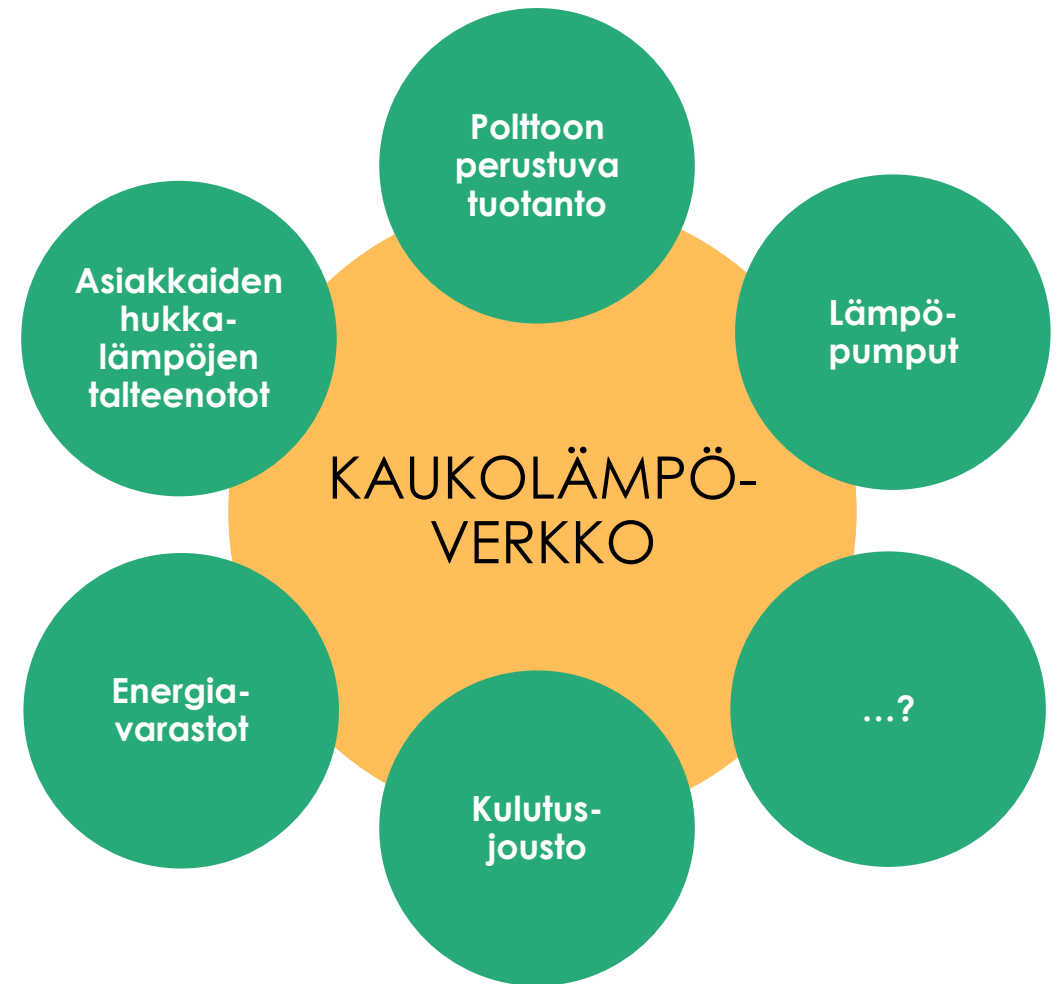 Polttoon
perustuva
tuotanto
Asiakkaiden
hukka-
lämpöjen
talteenotot
Lämpö-
pumput
KAUKOLÄMPÖ-
VERKKO
Energia-
varastot
...?
Kulutus-
jousto